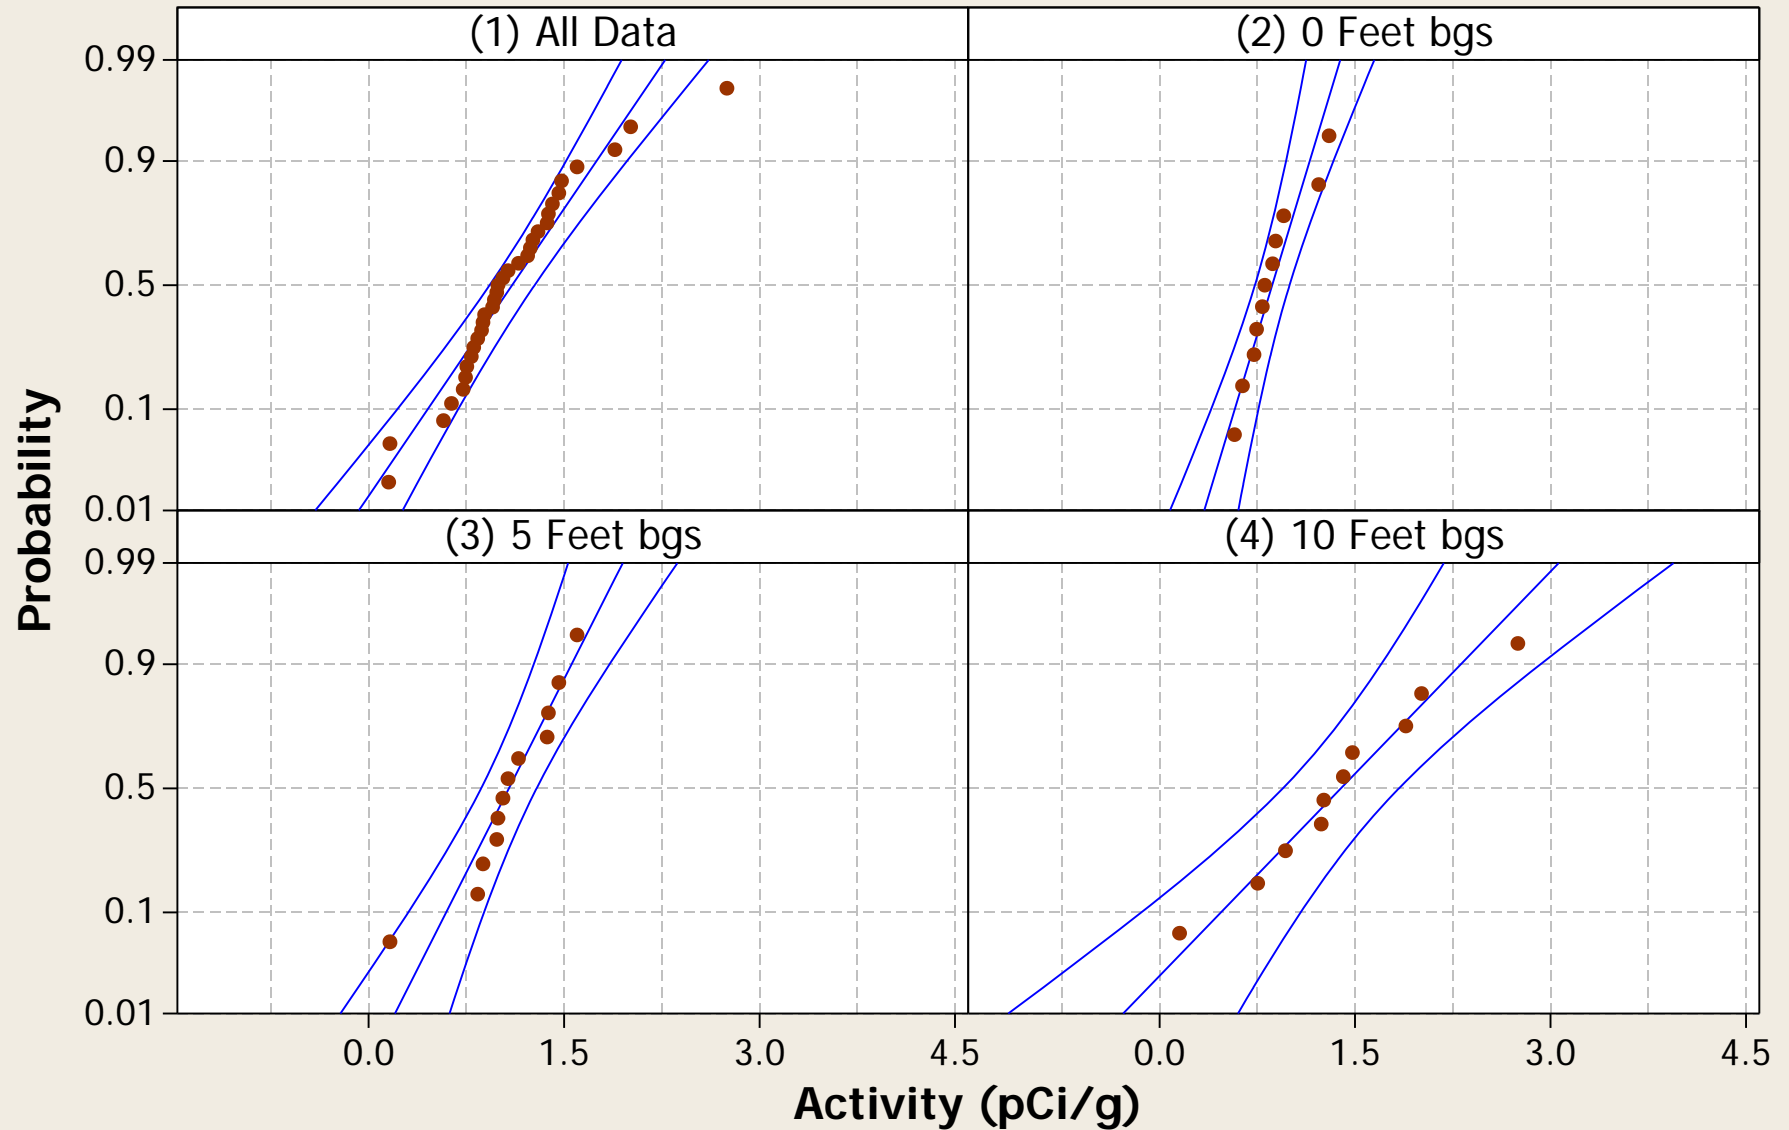 (1) All Data
(2) 0 Feet bgs
0.99
0.9
0.5
0.1
0.01
(3) 5 Feet bgs
(4) 10 Feet bgs
0.99
0.9
0.5
0.1
0.01
Probability
0.0 1.5 3.0 4.5
0.0 1.5 3.0 4.5
Activity (pCi/g)